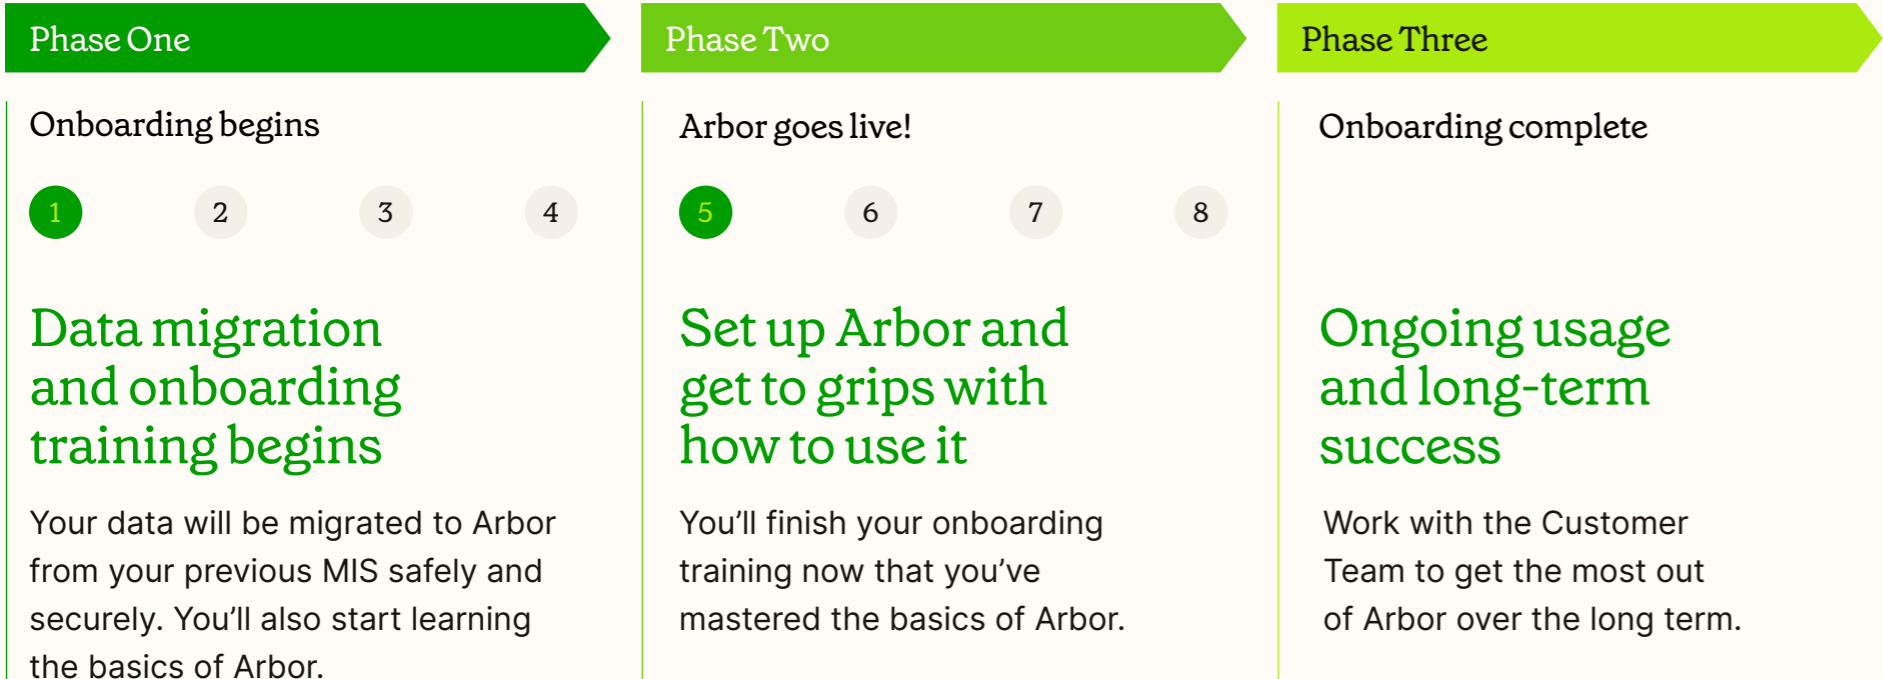 Phase One
Onboarding begins
1 2 3 4
Data migration
and onboarding
training begins
Your data will be migrated to Arbor
from your previous MIS safely and
securely. You’ll also start learning
the basics of Arbor.
Phase Two
Arbor goes live!
5 6 7 8
Set up Arbor and
get to grips with
how to use it
You’ll finish your onboarding
training now that you’ve
mastered the basics of Arbor.
Phase Three
Onboarding complete
Ongoing usage
and long-term
success
Work with the Customer
Team to get the most out
of Arbor over the long term.